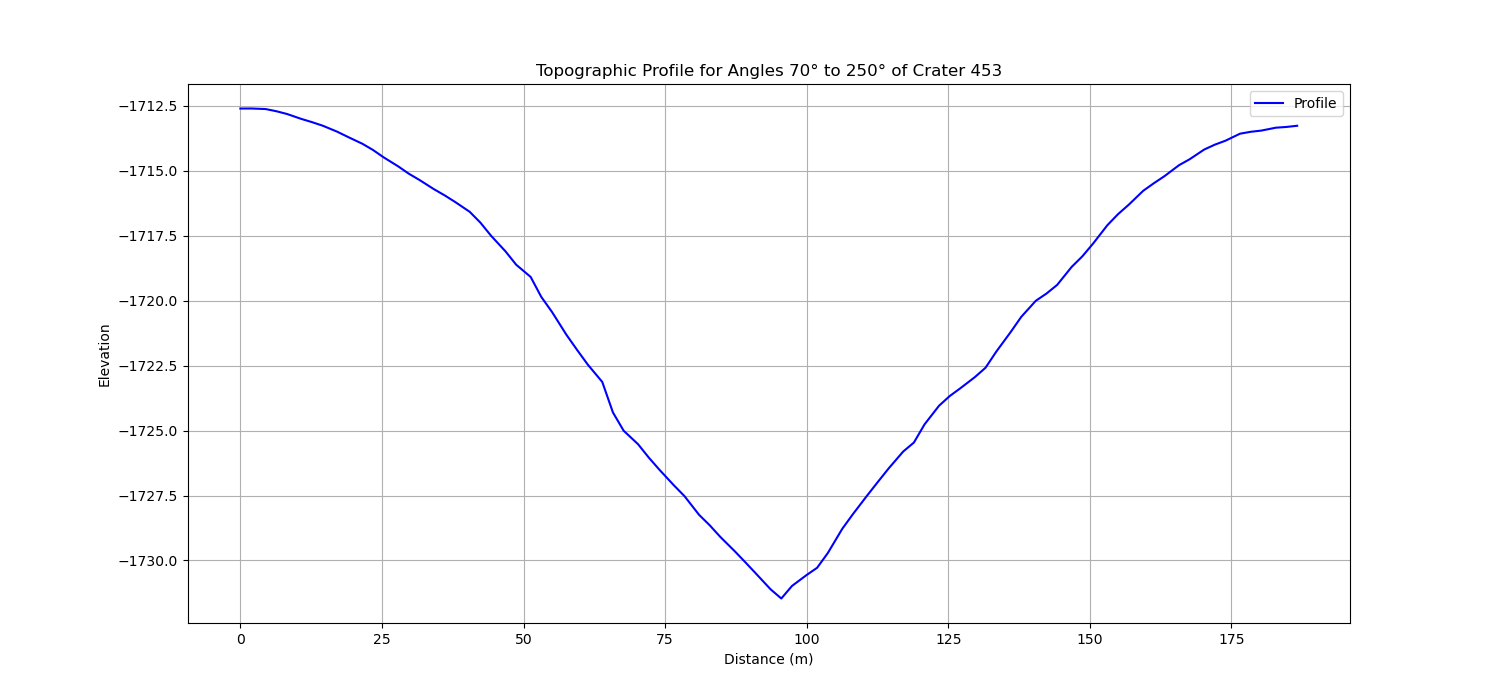 Topographic Profile for Angles 70° to 250° of Crater 453
Profile
−1712.5
−1715.0
−1717.5
−1720.0
−1722.5
−1725.0
−1727.5
−1730.0
Elevation
0 25 50 75 100 125 150 175
Distance (m)